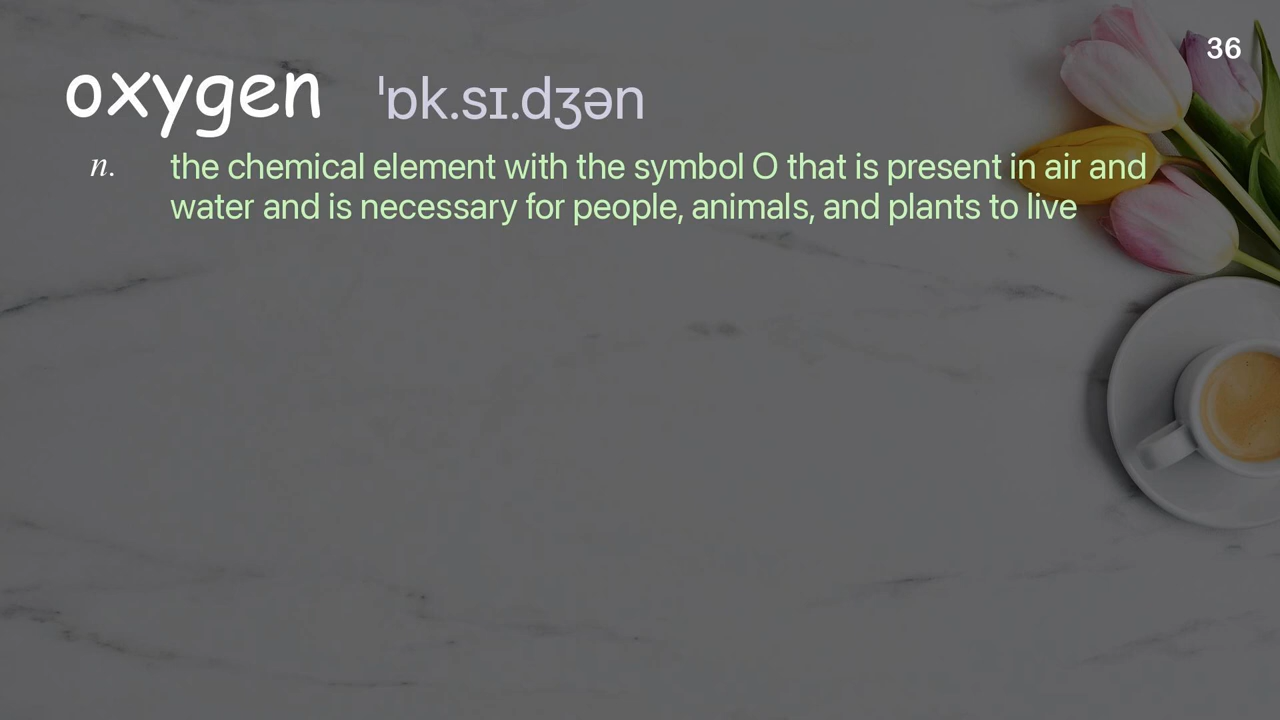 36
oxygen ˈɒk.sɪ.dʒən
n. the chemical element with the symbol O that is present in air and
water and is necessary for people, animals, and plants to live